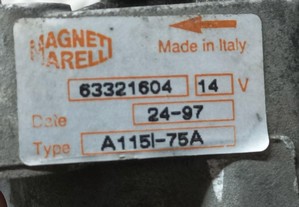 MAGNETI
MARELLI
Made in Italy
63321604 14 V
Date 24-97
Type A115I-75A